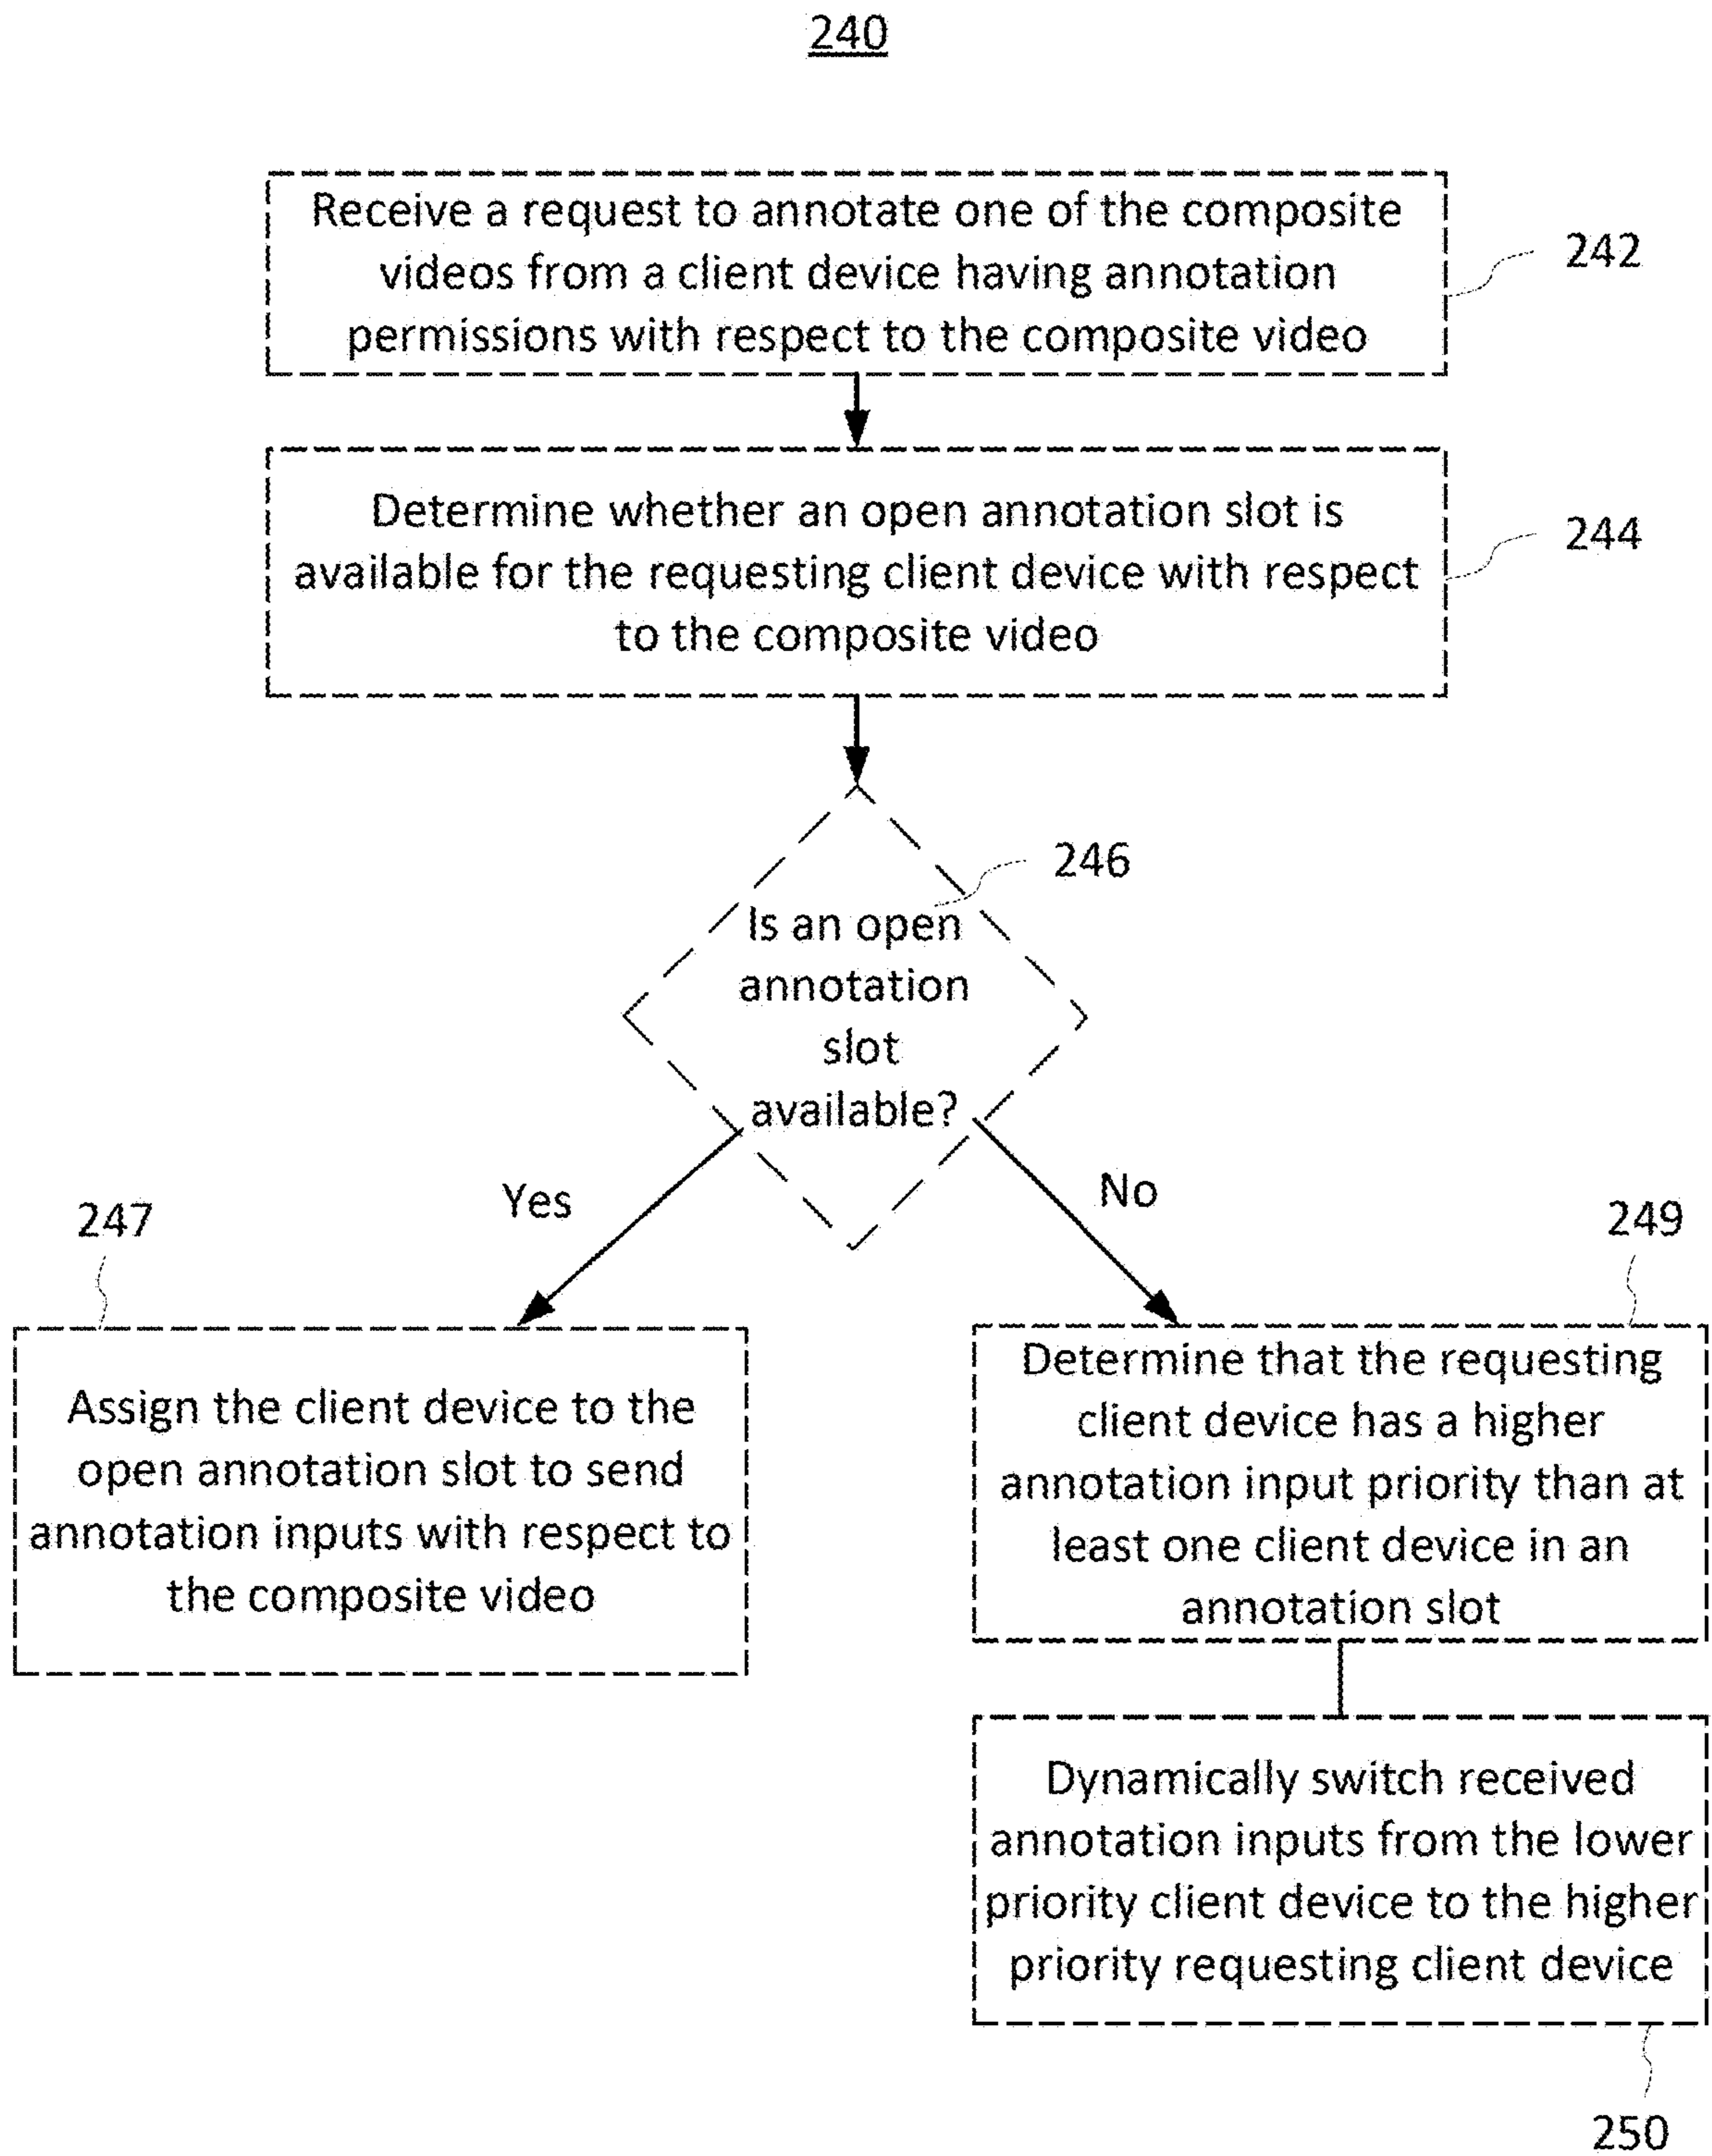 240
Receive a request to annotate one of the composite
videos from a client device having annotation
permissions with respect to the composite video
242
Determine whether an open annotation slot is
available for the requesting client device with respect
to the composite video
244
246
Is an open
annotation
slot
available?
Yes
No
247
Assign the client device to the
open annotation slot to send
annotation inputs with respect to
the composite video
249
Determine that the requesting
client device has a higher
annotation input priority than at
least one client device in an
annotation slot
Dynamically switch received
annotation inputs from the lower
priority client device to the higher
priority requesting client device
250